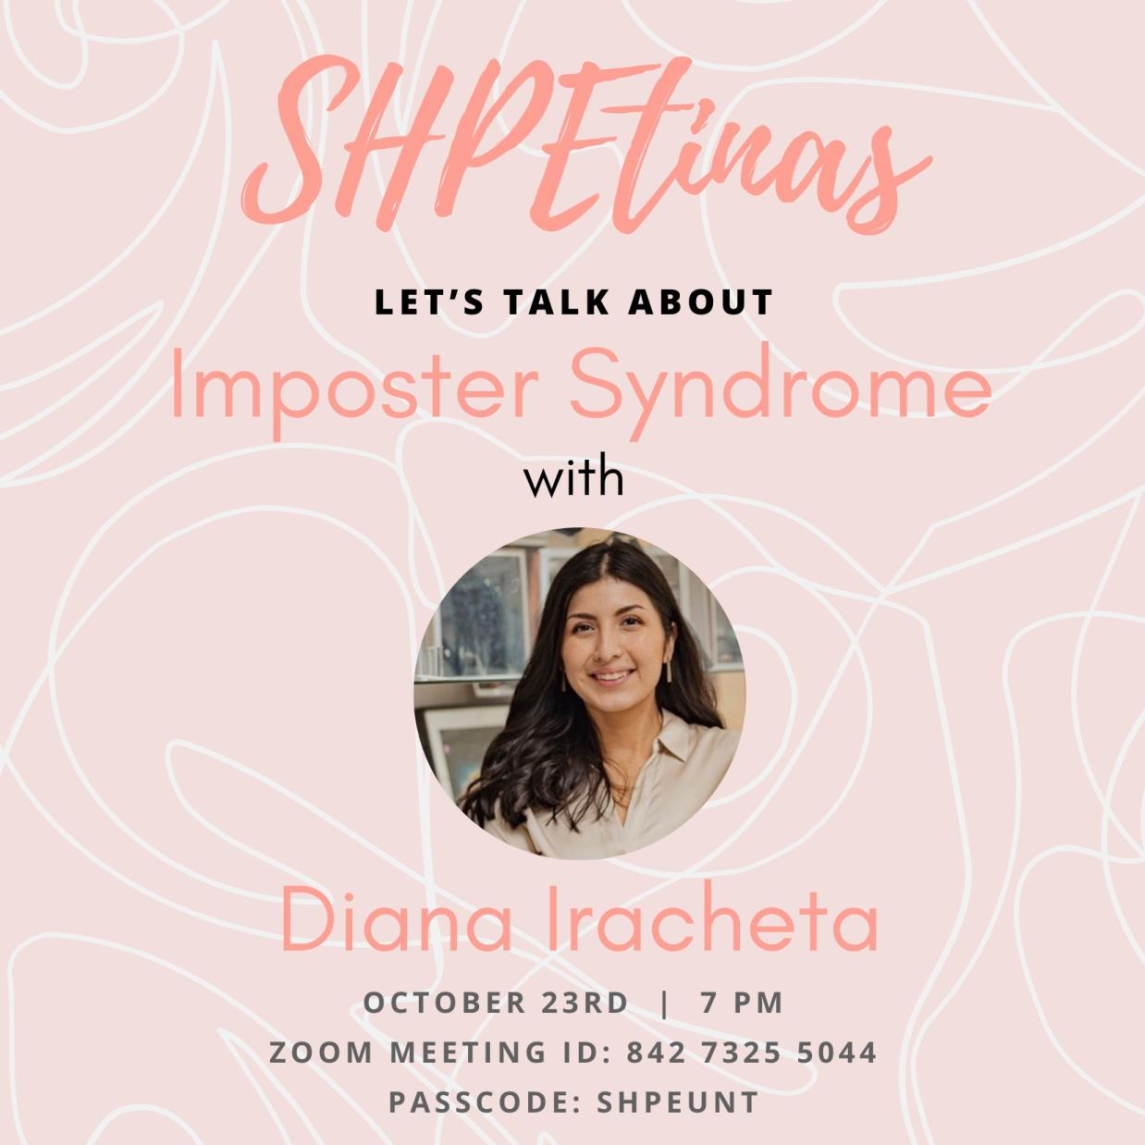 SHPEtinas
LET’S TALK ABOUT
Imposter Syndrome
with
Diana Iracheta
OCTOBER 23RD | 7 PM
ZOOM MEETING ID: 842 7325 5044
PASSCODE: SHPEUNT